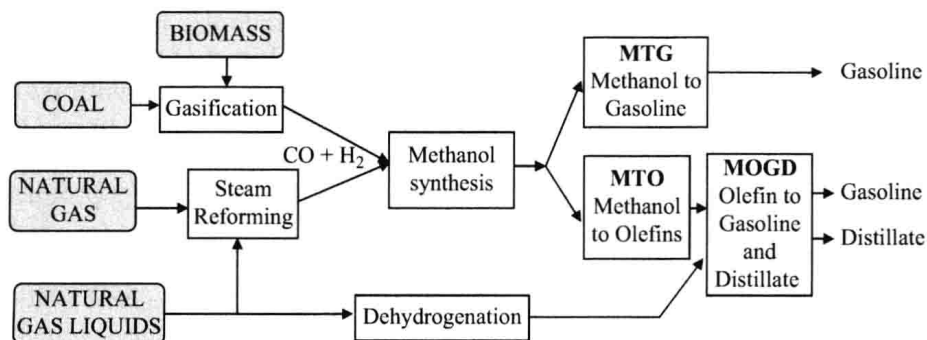 BIOMASS
COAL
Gasification
CO + H₂
NATURAL
GAS
Steam
Reforming
NATURAL
GAS LIQUIDS
Dehydrogenation
Methanol
synthesis
MTG
Methanol to
Gasoline
Gasoline
MTO
Methanol
to Olefins
MOGD
Olefin to
Gasoline
and
Distillate
Gasoline
Distillate